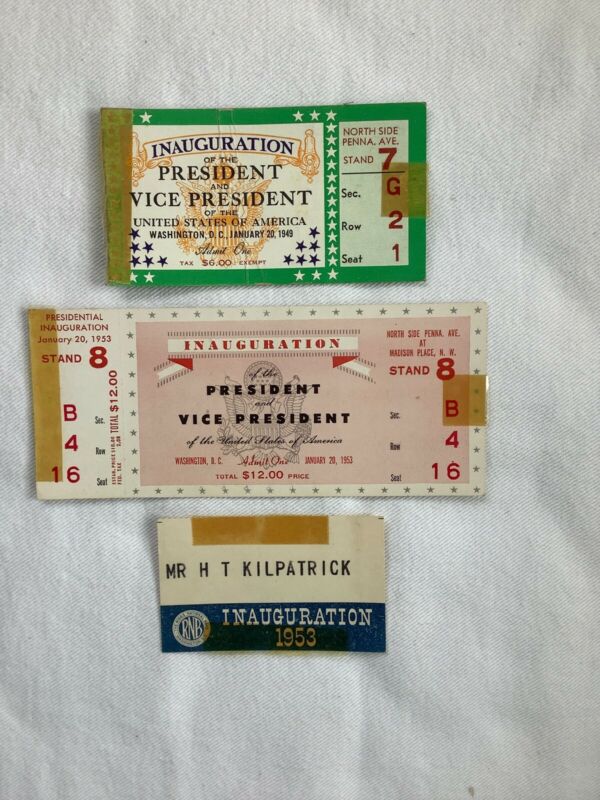 INAUGURATION
OF THE
PRESIDENT
AND
VICE PRESIDENT
OF THE
UNITED STATES OF AMERICA
WASHINGTON, D.C. JANUARY 20, 1949
Admit One
TAX $6.00 EXEMPT
NORTH SIDE
PENNA. AVE.
STAND 7
Sec. G
Row 2
Seat 1
PRESIDENTIAL
INAUGURATION
January 20, 1953
STAND 8
B Sec.
4 Row
16 Seat
TOTAL $12.00
INAUGURATION
of the
PRESIDENT
and
VICE PRESIDENT
of the United States of America
WASHINGTON, D. C. Admit One JANUARY 20, 1953
TOTAL $12.00 PRICE
NORTH SIDE PENNA. AVE.
AT
MADISON PLACE, N. W.
STAND 8
Sec. B
Row 4
Seat 16
MR H T KILPATRICK
RNB
INAUGURATION
1953